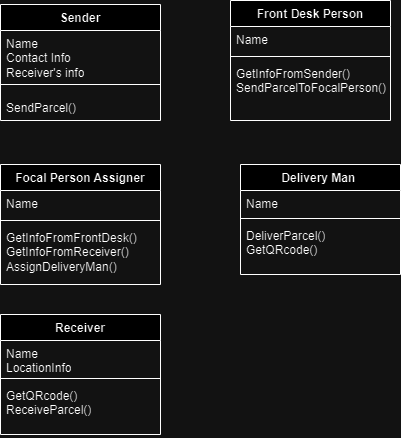 Sender
Name
Contact Info
Receiver's info
SendParcel()
Front Desk Person
Name
GetInfoFromSender()
SendParcelToFocalPerson()
Focal Person Assigner
Name
GetInfoFromFrontDesk()
GetInfoFromReceiver()
AssignDeliveryMan()
Delivery Man
Name
DeliverParcel()
GetQRcode()
Receiver
Name
LocationInfo
GetQRcode()
ReceiveParcel()